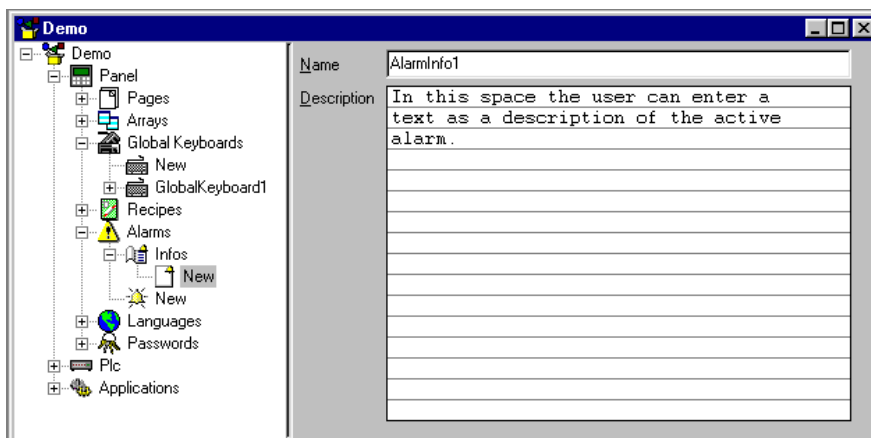 Demo
Demo
Panel
Pages
Arrays
Global Keyboards
New
GlobalKeyboard1
Recipes
Alarms
Infos
New
New
Languages
Passwords
Plc
Applications
Name AlarmInfo1
Description In this space the user can enter a
text as a description of the active
alarm.